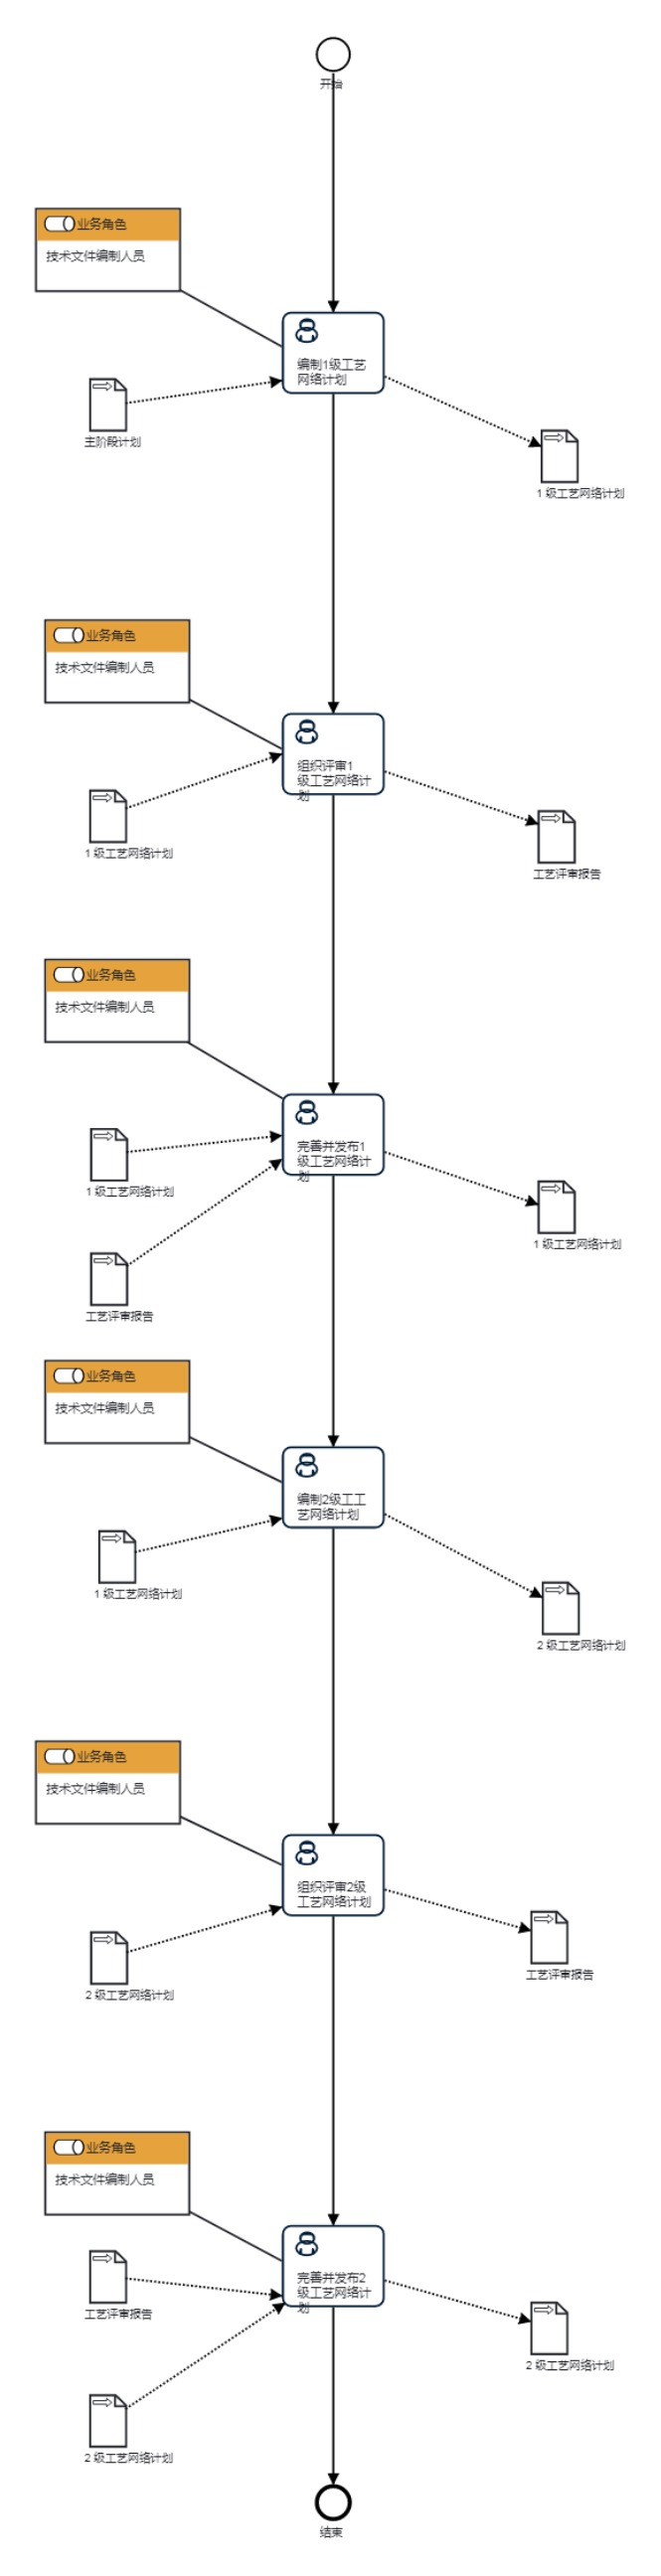 开始
业务角色
技术文件编制人员
编制1级工艺
网络计划
主阶段计划
1 级工艺网络计划
业务角色
技术文件编制人员
组织评审1
级工艺网络计
划
1 级工艺网络计划
工艺评审报告
业务角色
技术文件编制人员
完善并发布1
级工艺网络计
划
1 级工艺网络计划
1 级工艺网络计划
工艺评审报告
业务角色
技术文件编制人员
编制2级工工
艺网络计划
1 级工艺网络计划
2 级工艺网络计划
业务角色
技术文件编制人员
组织评审2级
工艺网络计划
工艺评审报告
2 级工艺网络计划
业务角色
技术文件编制人员
完善并发布2
级工艺网络计
划
工艺评审报告
2 级工艺网络计划
2 级工艺网络计划
结束